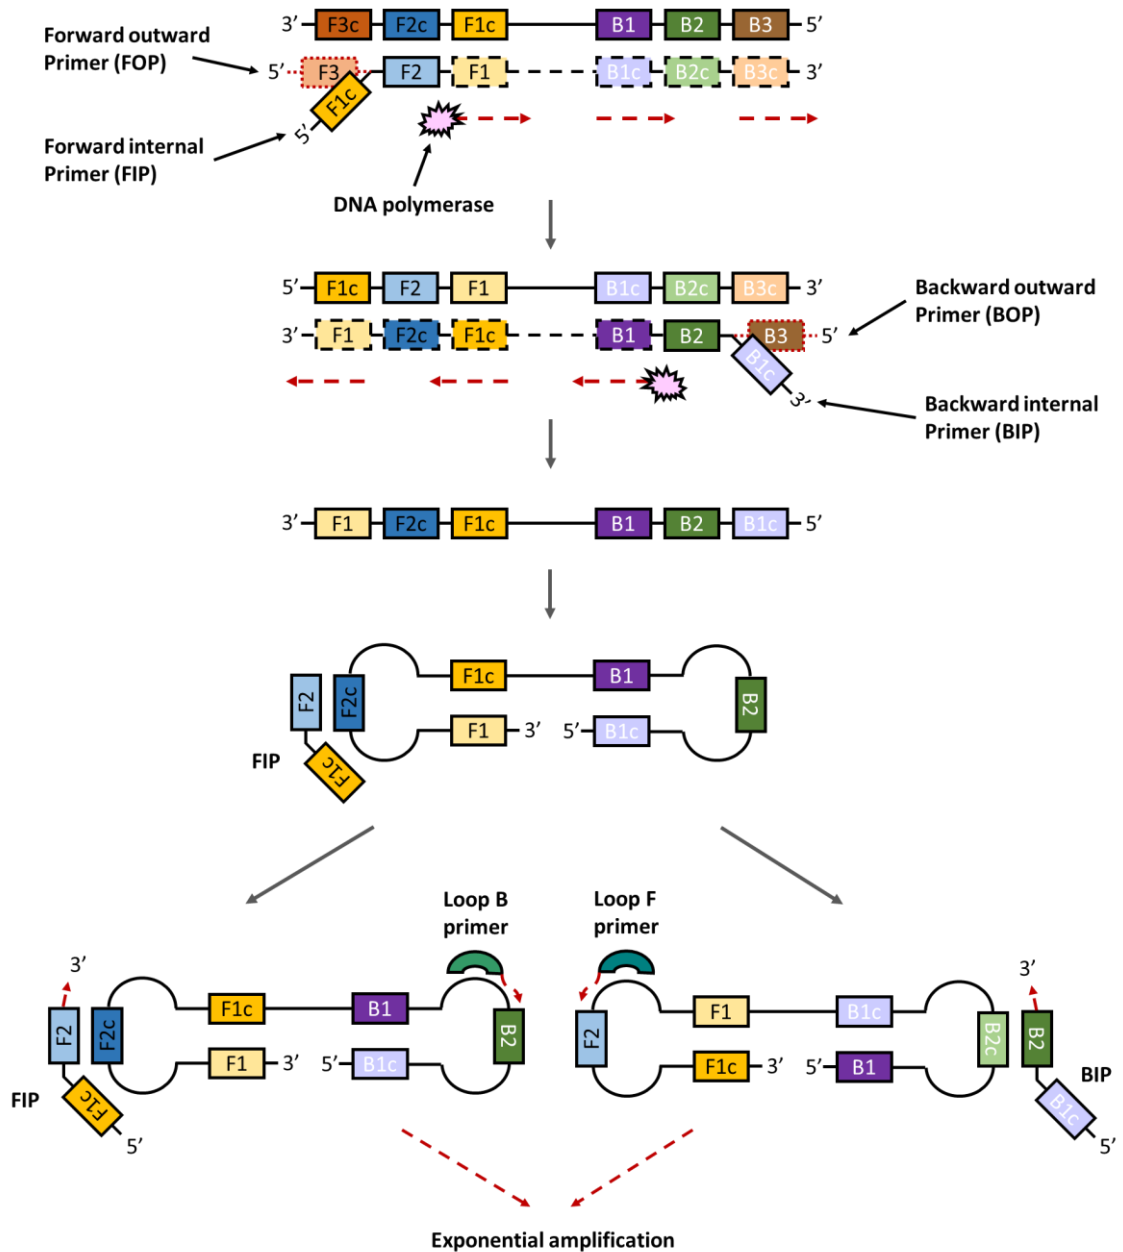 3’ F3c F2c F1c B1 B2 B3 5’
Forward outward
Primer (FOP)
5’ F3 F2 F1 B1c B2c B3c 3’
F1c
5’
Forward internal
Primer (FIP)
DNA polymerase
5’ F1c F2 F1 B1c B2c B3c 3’
Backward outward
Primer (BOP)
3’ F1 F2c F1c B1 B2 B3 5’
B1c
3’
Backward internal
Primer (BIP)
3’ F1 F2c F1c B1 B2 B1c 5’
F1c B1
F2 F2c B2
F1 3’ 5’ B1c
FIP
F1c
Loop B
primer
Loop F
primer
3’
F1c B1
F2 F2c B2
F1 3’ 5’ B1c
FIP
F1c
5’
3’
F1 B1c
F2 B2c B2
F1c 3’ 5’ B1
BIP
B1c
5’
Exponential amplification